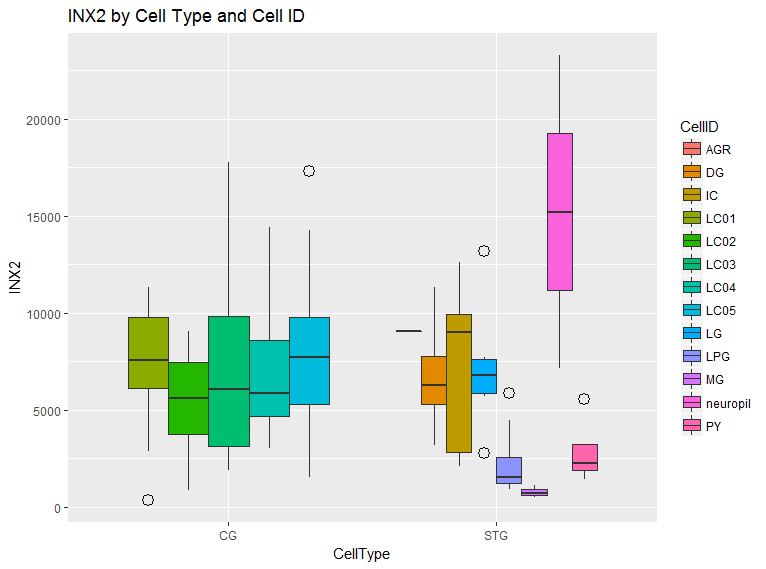 INX2 by Cell Type and Cell ID
INX2
20000
15000
10000
5000
0
CG
STG
CellType
CellID
AGR
DG
IC
LC01
LC02
LC03
LC04
LC05
LG
LPG
MG
neuropil
PY